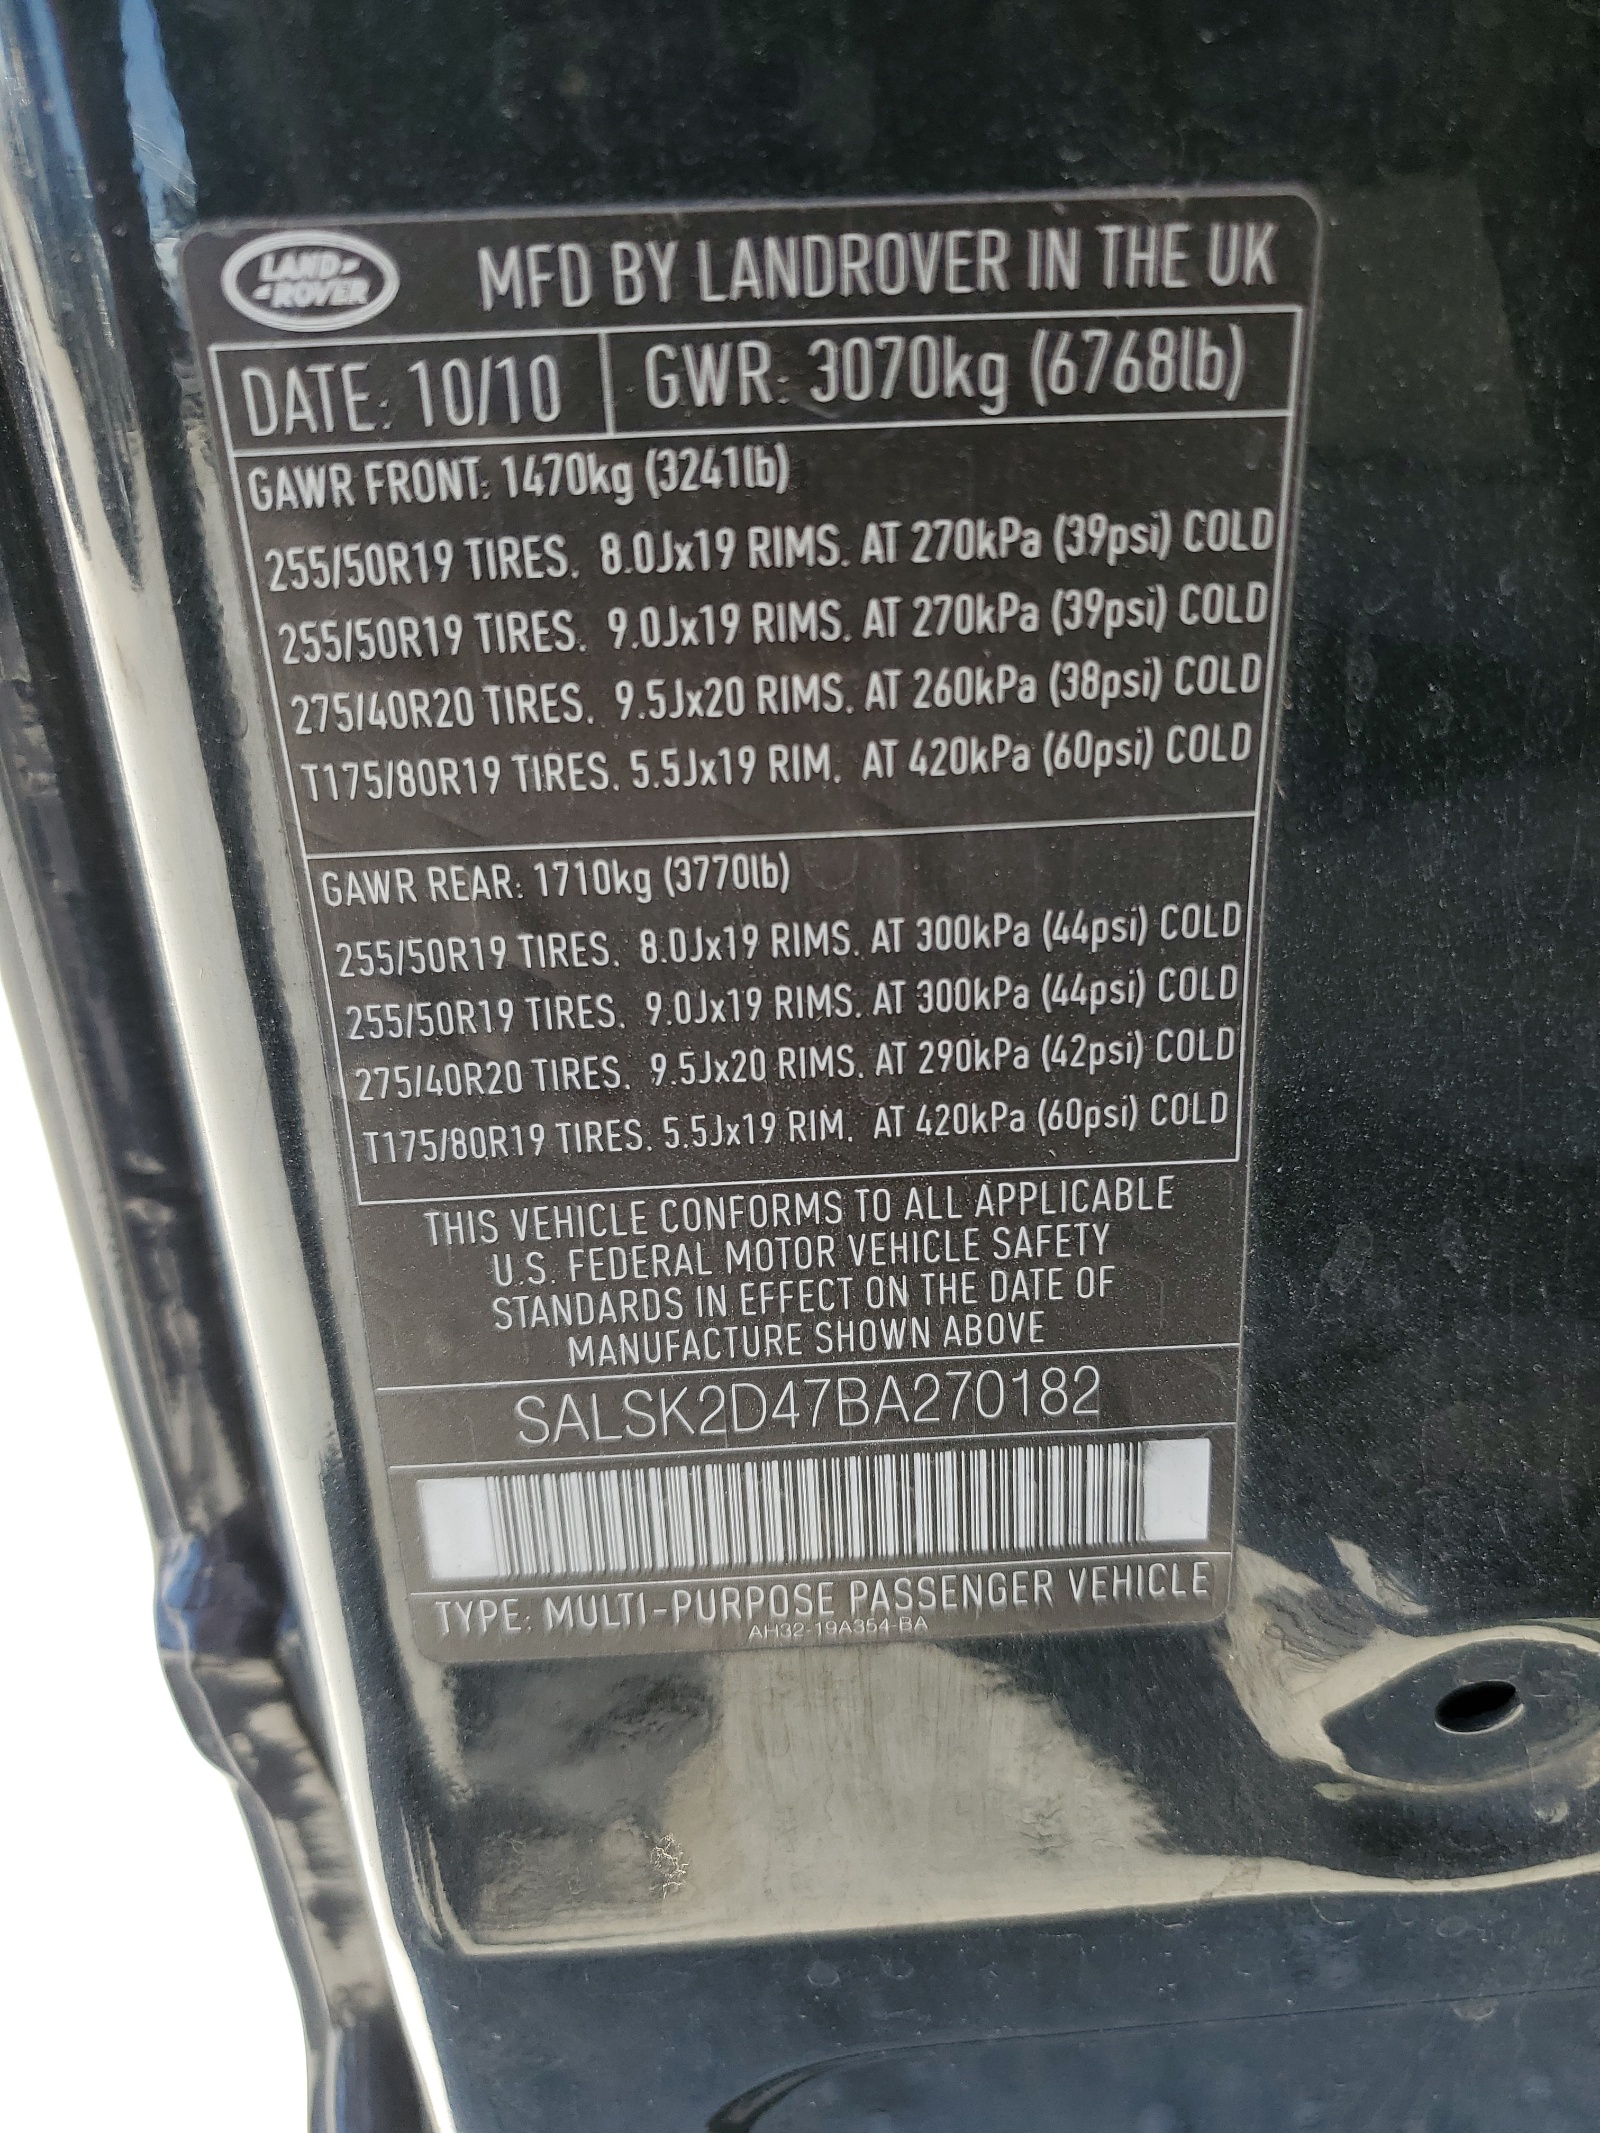 LAND-
-ROVER
MFD BY LANDROVER IN THE UK
DATE: 10/10 GWR: 3070kg (6768lb)
GAWR FRONT: 1470kg (3241lb)
255/50R19 TIRES. 8.0Jx19 RIMS. AT 270kPa (39psi) COLD
255/50R19 TIRES. 9.0Jx19 RIMS. AT 270kPa (39psi) COLD
275/40R20 TIRES. 9.5Jx20 RIMS. AT 260kPa (38psi) COLD
T175/80R19 TIRES. 5.5Jx19 RIM. AT 420kPa (60psi) COLD
GAWR REAR: 1710kg (3770lb)
255/50R19 TIRES. 8.0Jx19 RIMS. AT 300kPa (44psi) COLD
255/50R19 TIRES. 9.0Jx19 RIMS. AT 300kPa (44psi) COLD
275/40R20 TIRES. 9.5Jx20 RIMS. AT 290kPa (42psi) COLD
T175/80R19 TIRES. 5.5Jx19 RIM. AT 420kPa (60psi) COLD
THIS VEHICLE CONFORMS TO ALL APPLICABLE
U.S. FEDERAL MOTOR VEHICLE SAFETY
STANDARDS IN EFFECT ON THE DATE OF
MANUFACTURE SHOWN ABOVE
SALSK2D47BA270182
TYPE: MULTI-PURPOSE PASSENGER VEHICLE
AH32-19A354-BA